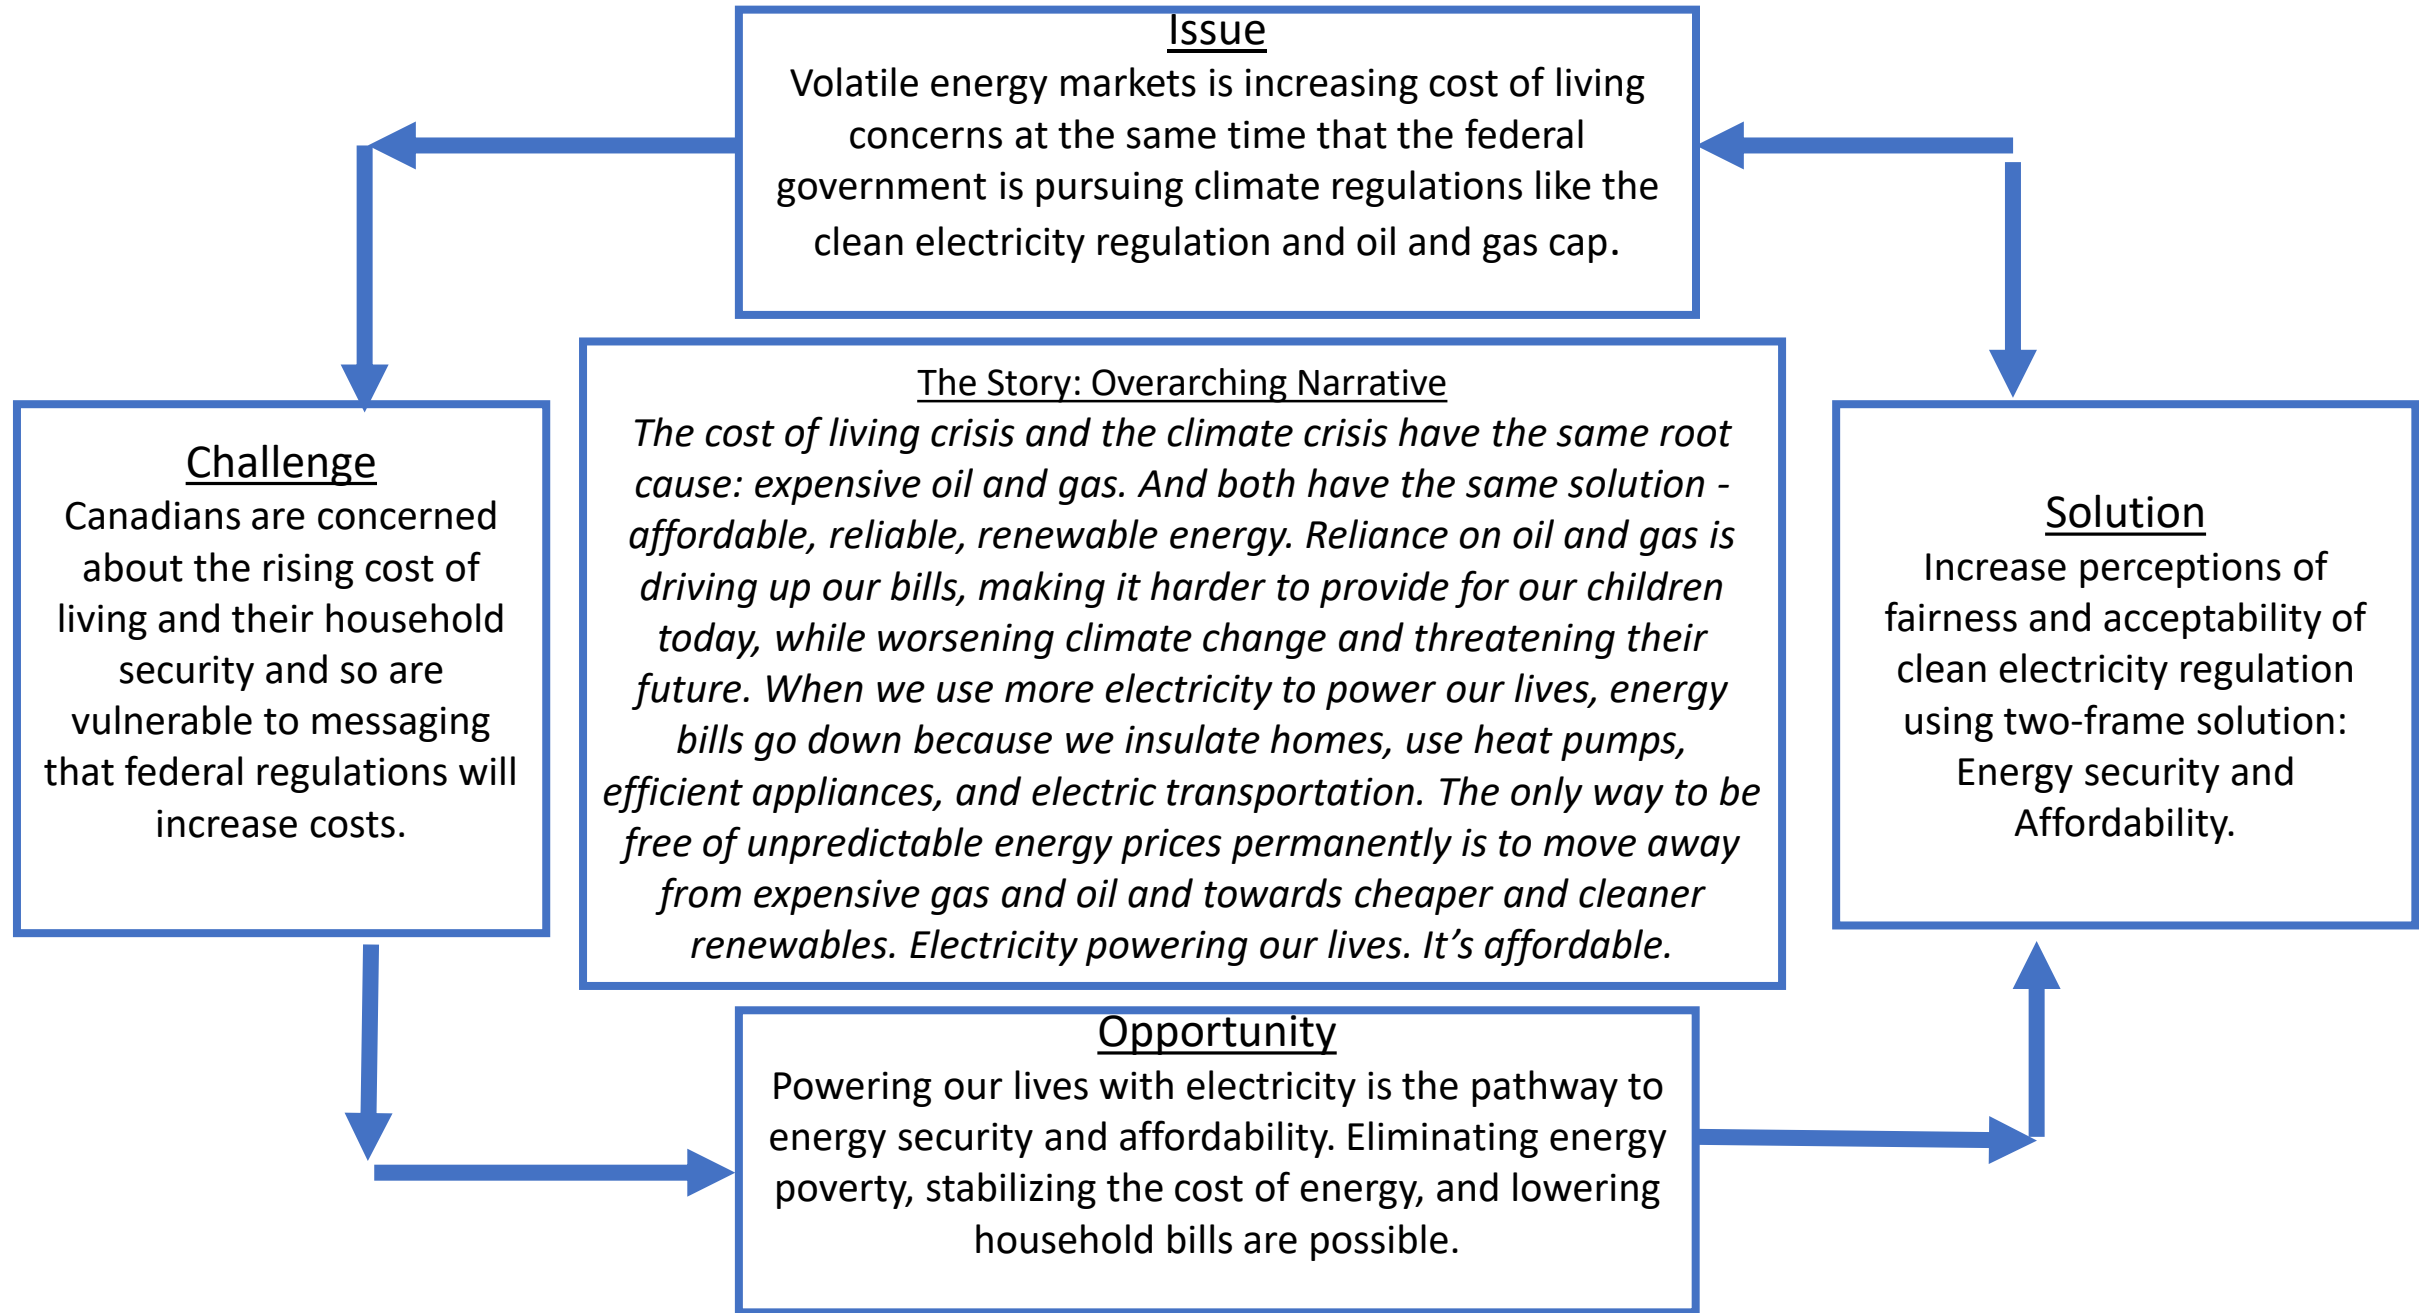 Issue
Volatile energy markets is increasing cost of living
concerns at the same time that the federal
government is pursuing climate regulations like the
clean electricity regulation and oil and gas cap.
Challenge
Canadians are concerned
about the rising cost of
living and their household
security and so are
vulnerable to messaging
that federal regulations will
increase costs.
The Story: Overarching Narrative
The cost of living crisis and the climate crisis have the same root
cause: expensive oil and gas. And both have the same solution -
affordable, reliable, renewable energy. Reliance on oil and gas is
driving up our bills, making it harder to provide for our children
today, while worsening climate change and threatening their
future. When we use more electricity to power our lives, energy
bills go down because we insulate homes, use heat pumps,
efficient appliances, and electric transportation. The only way to be
free of unpredictable energy prices permanently is to move away
from expensive gas and oil and towards cheaper and cleaner
renewables. Electricity powering our lives. It’s affordable.
Solution
Increase perceptions of
fairness and acceptability of
clean electricity regulation
using two-frame solution:
Energy security and
Affordability.
Opportunity
Powering our lives with electricity is the pathway to
energy security and affordability. Eliminating energy
poverty, stabilizing the cost of energy, and lowering
household bills are possible.